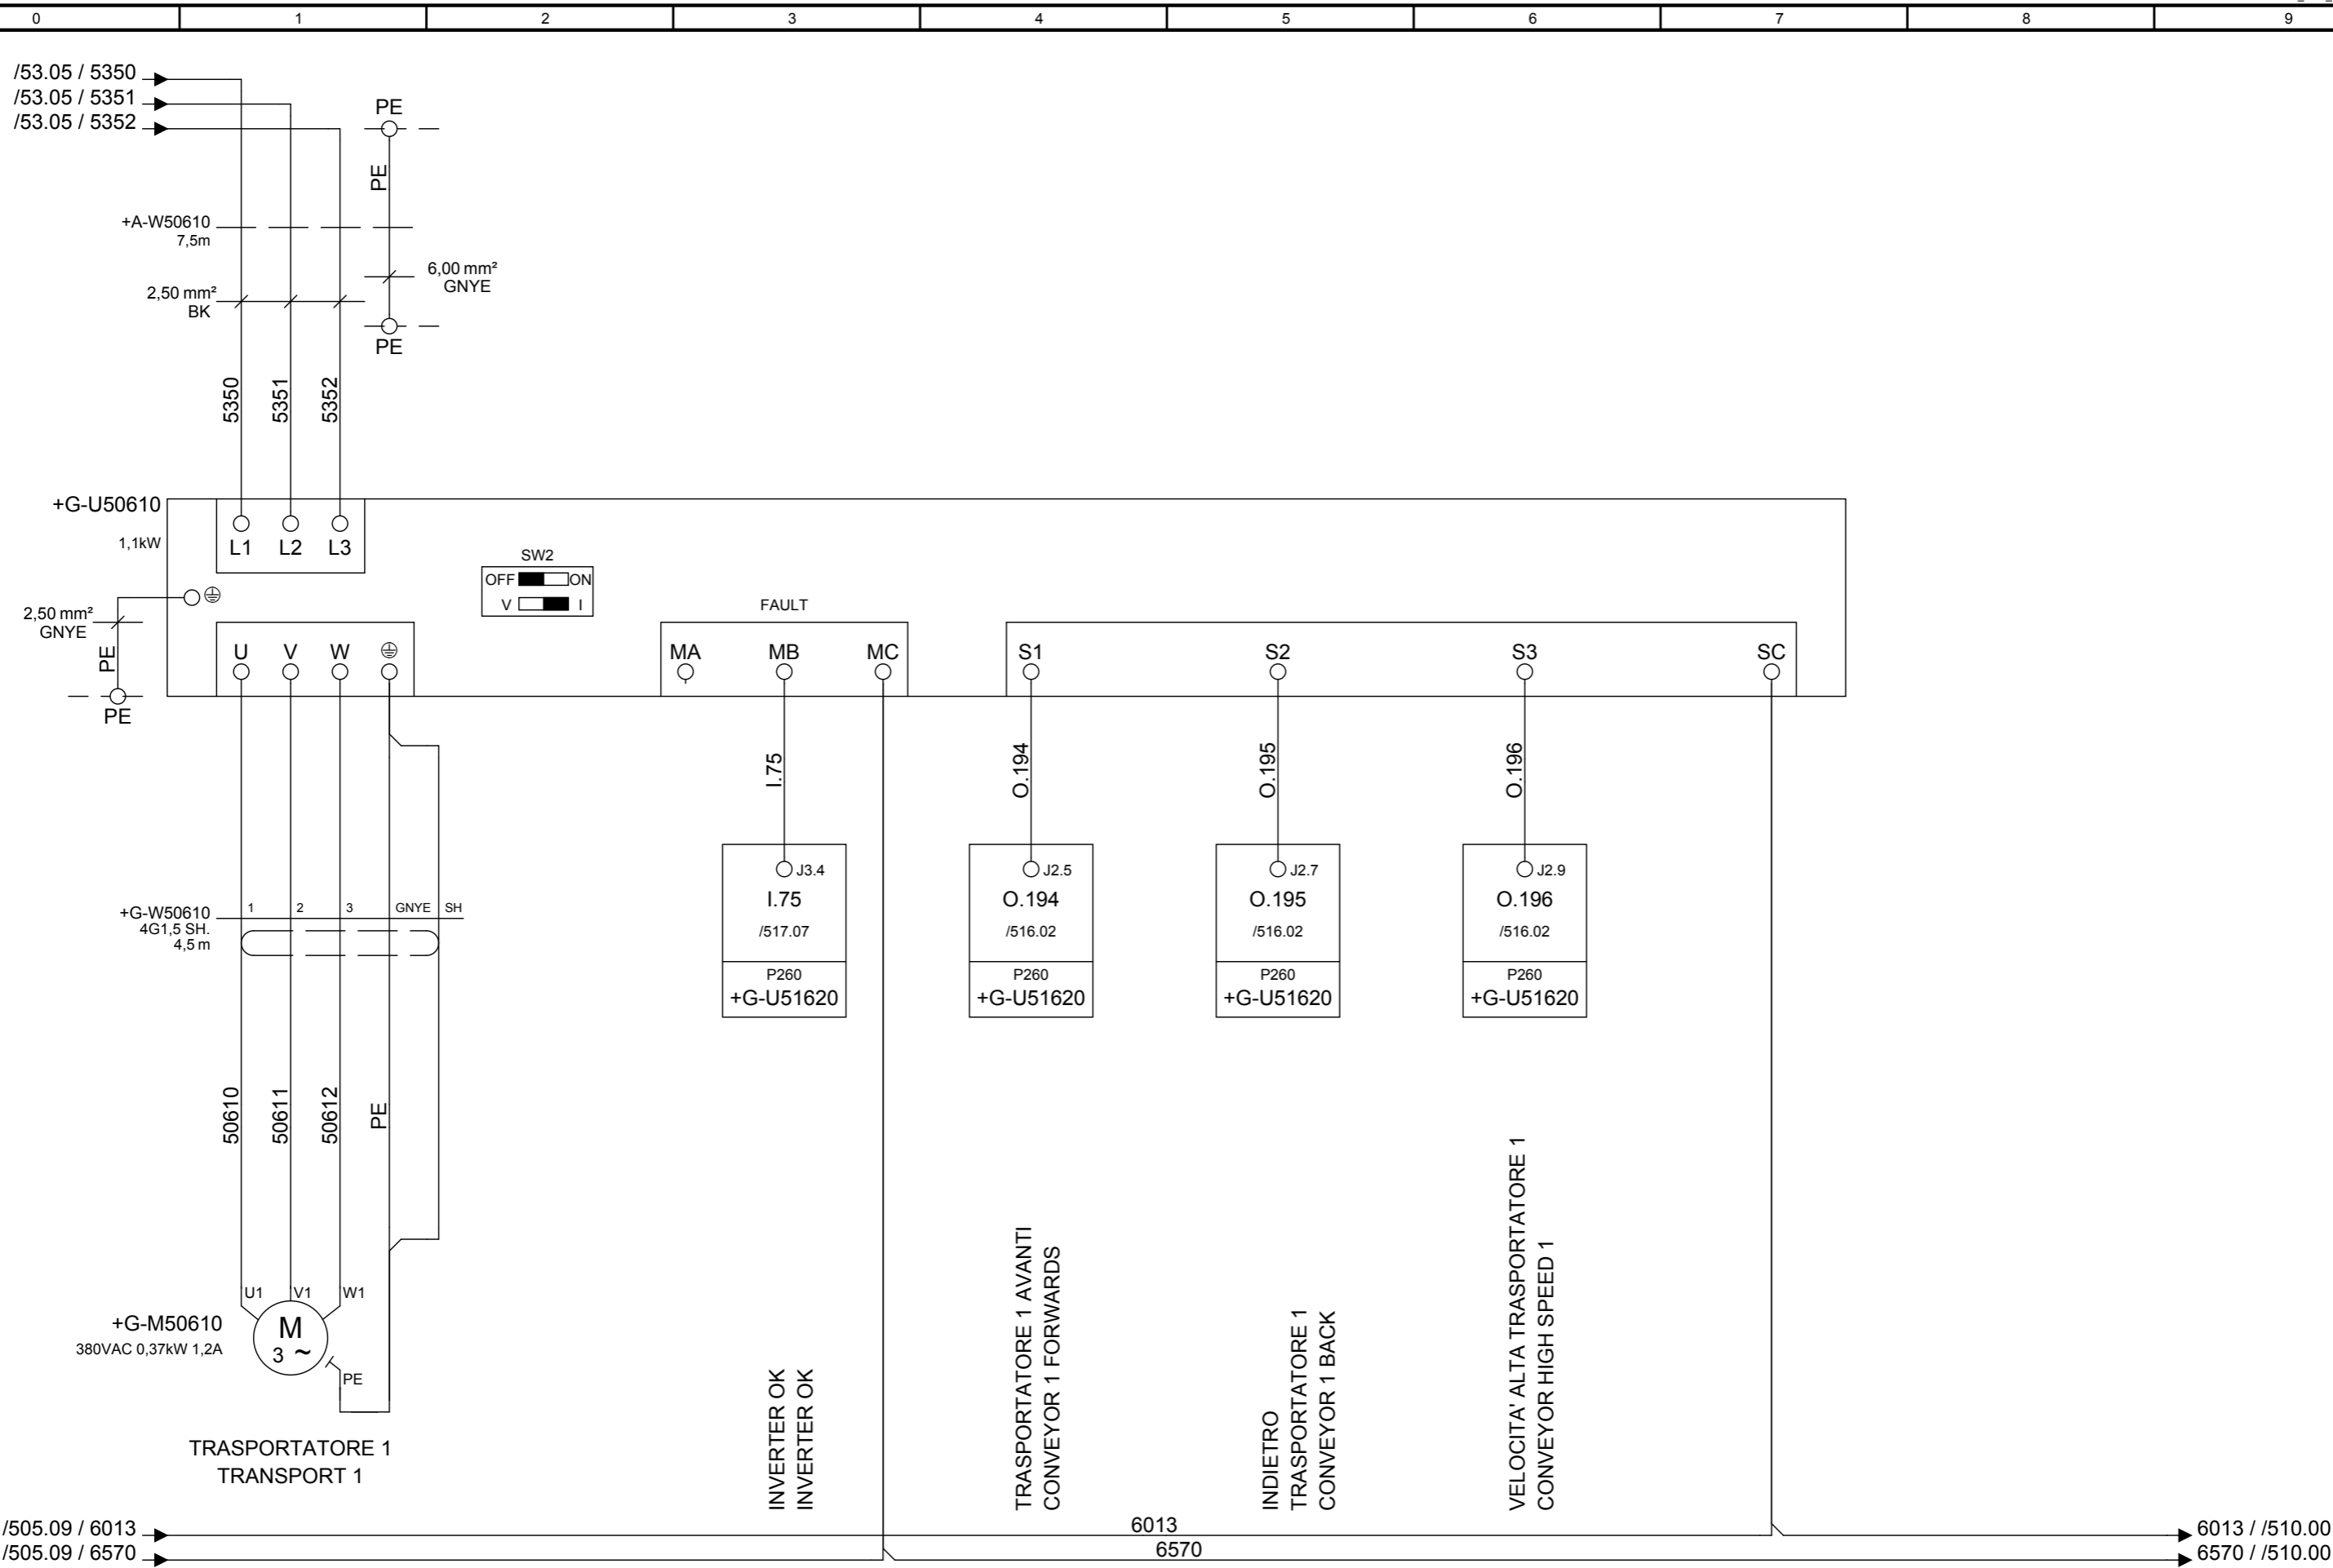 0 1 2 3 4 5 6 7 8 9
/53.05 / 5350
/53.05 / 5351
/53.05 / 5352
PE
PE
+A-W50610
7,5m
6,00 mm²
GNYE
2,50 mm²
BK
PE
5350
5351
5352
+G-U50610
1,1kW
L1 L2 L3
SW2
OFF ON
V I
FAULT
2,50 mm²
GNYE
PE
PE
U V W
MA MB MC
S1 S2 S3 SC
I.75
O.194
O.195
O.196
J3.4
I.75
/517.07
P260
+G-U51620
J2.5
O.194
/516.02
P260
+G-U51620
J2.7
O.195
/516.02
P260
+G-U51620
J2.9
O.196
/516.02
P260
+G-U51620
+G-W50610
4G1,5 SH.
4,5 m
1 2 3 GNYE SH
50610
50611
50612
PE
U1 V1 W1
+G-M50610
380VAC 0,37kW 1,2A
M
3 ~
PE
TRASPORTATORE 1
TRANSPORT 1
INVERTER OK
INVERTER OK
TRASPORTATORE 1 AVANTI
CONVEYOR 1 FORWARDS
INDIETRO
TRASPORTATORE 1
CONVEYOR 1 BACK
VELOCITA' ALTA TRASPORTATORE 1
CONVEYOR HIGH SPEED 1
/505.09 / 6013
6013
6013 / /510.00
/505.09 / 6570
6570
6570 / /510.00